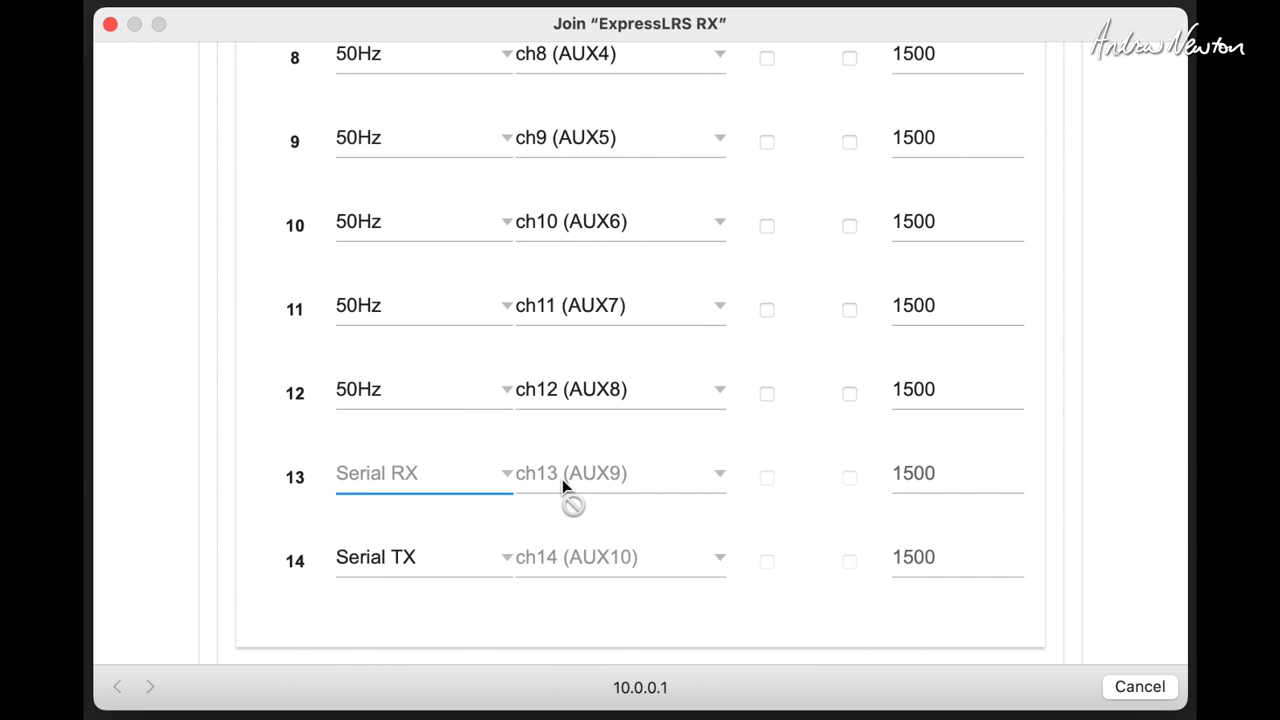 Join “ExpressLRS RX”
Andrew Newton
8 50Hz ch8 (AUX4) 1500
9 50Hz ch9 (AUX5) 1500
10 50Hz ch10 (AUX6) 1500
11 50Hz ch11 (AUX7) 1500
12 50Hz ch12 (AUX8) 1500
13 Serial RX ch13 (AUX9) 1500
14 Serial TX ch14 (AUX10) 1500
10.0.0.1
Cancel